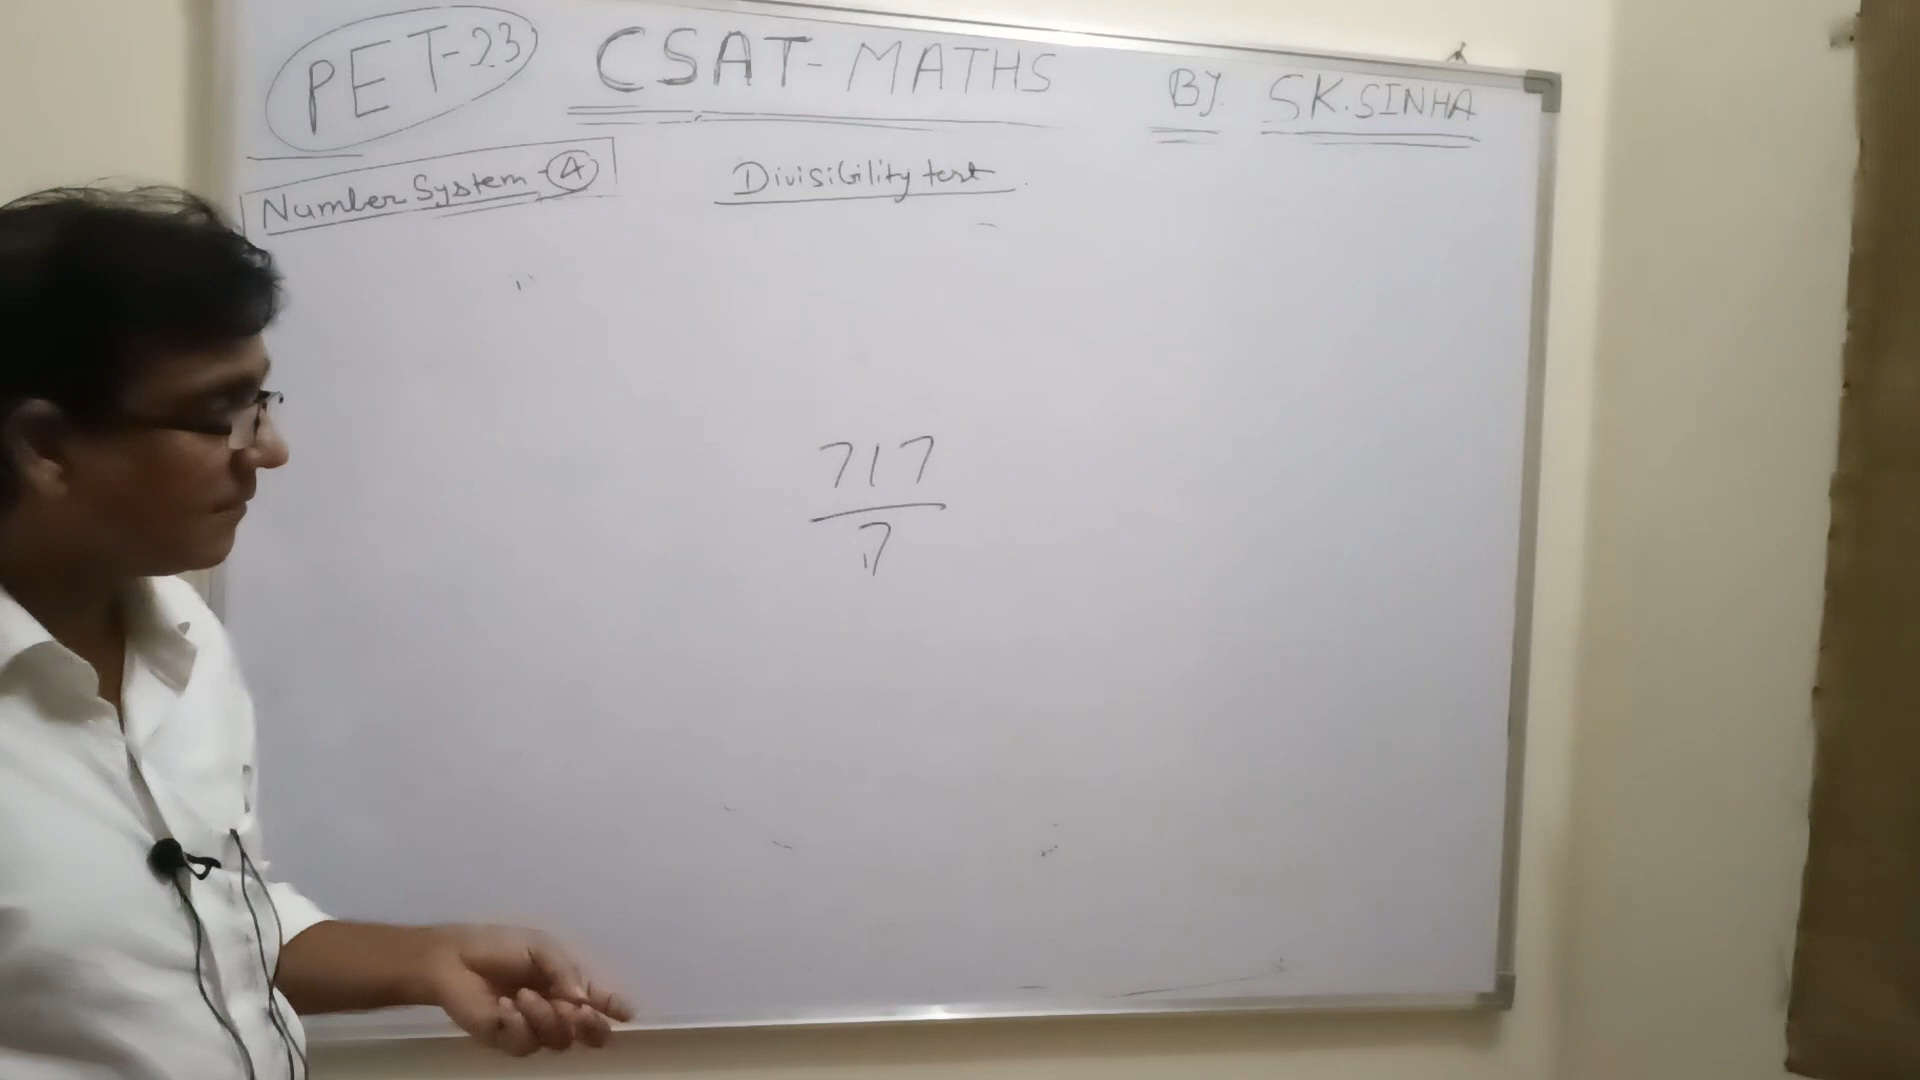 PET-23 CSAT-MATHS BY SK.SINHA
Number System-4 Divisibility test
717
7